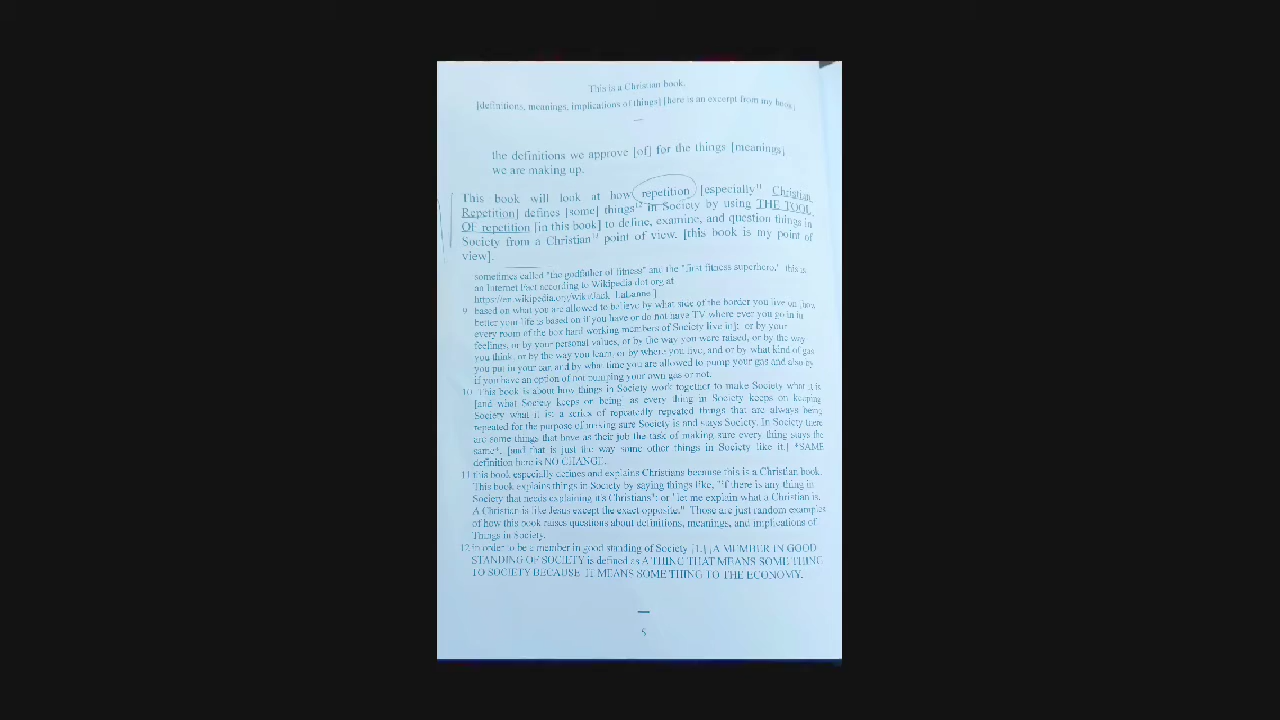 This is a Christian book.
[definitions, meanings, implications of things] [here is an excerpt from my book]
the definitions we approve [of] for the things [meanings]
we are making up.
This book will look at how repetition [especially¹¹ Christian
Repetition] defines [some] things¹² in Society by using THE TOOL
OF repetition [in this book] to define, examine, and question things in
Society from a Christian¹³ point of view. [this book is my point of
view].
sometimes called "the godfather of fitness" and the "first fitness superhero," this is
an Internet Fact according to Wikipedia dot org at
https://en.wikipedia.org/wiki/Jack_LaLanne ]
9 based on what you are allowed to believe by what side of the border you live on [how
better your life is based on if you have or do not have TV where ever you go in in
every room of the box hard working members of Society live in]; or by your
feelings, or by your personal values, or by the way you were raised, or by the way
you think, or by the way you learn, or by where you live, and or by what kind of gas
you put in your car and by what time you are allowed to pump your gas and also by
if you have an option of not pumping your own gas or not.
10 This book is about how things in Society work together to make Society what it is
[and what Society keeps on being as every thing in Society keeps on keeping
Society what it is: a series of repeatedly repeated things that are always being
repeated for the purpose of making sure Society is and stays Society. In Society there
are some things that have as their job the task of making sure every thing stays the
same*. [and that is just the way some other things in Society like it.] *SAME
definition here is NO CHANGE.
11 this book especially defines and explains Christians because this is a Christian book.
This book explains things in Society by saying things like, "if there is any thing in
Society that needs explaining it's Christians"; or "let me explain what a Christian is.
A Christian is like Jesus except the exact opposite." Those are just random examples
of how this book raises questions about definitions, meanings, and implications of
Things in Society.
12 in order to be a member in good standing of Society [1.] A MEMBER IN GOOD
STANDING OF SOCIETY is defined as A THING THAT MEANS SOME THING
TO SOCIETY BECAUSE IT MEANS SOME THING TO THE ECONOMY.
5